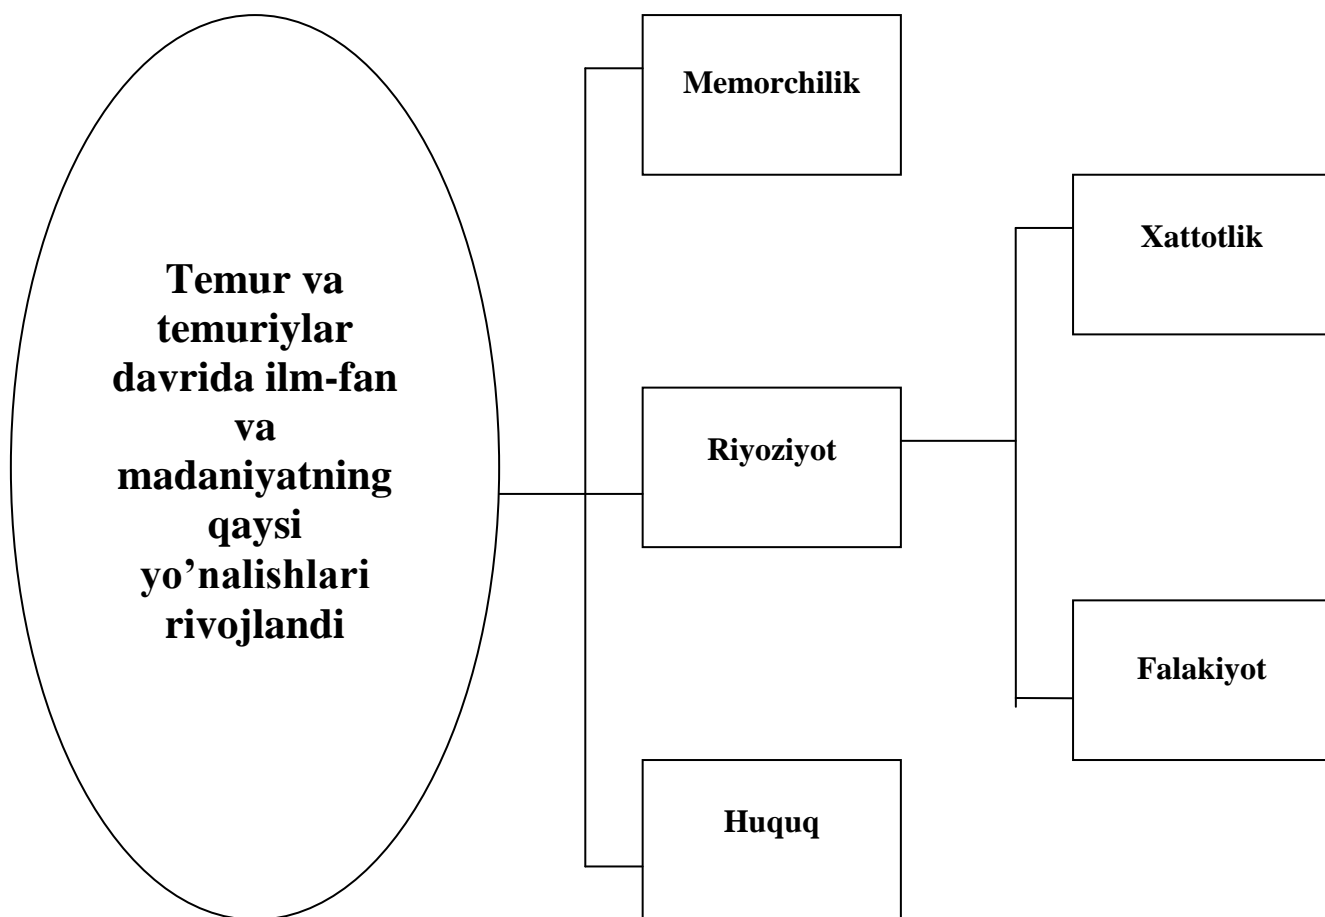 Temur va
temuriylar
davrida ilm-fan
va
madaniyatning
qaysi
yo’nalishlari
rivojlandi
Memorchilik
Riyoziyot
Huquq
Xattotlik
Falakiyot